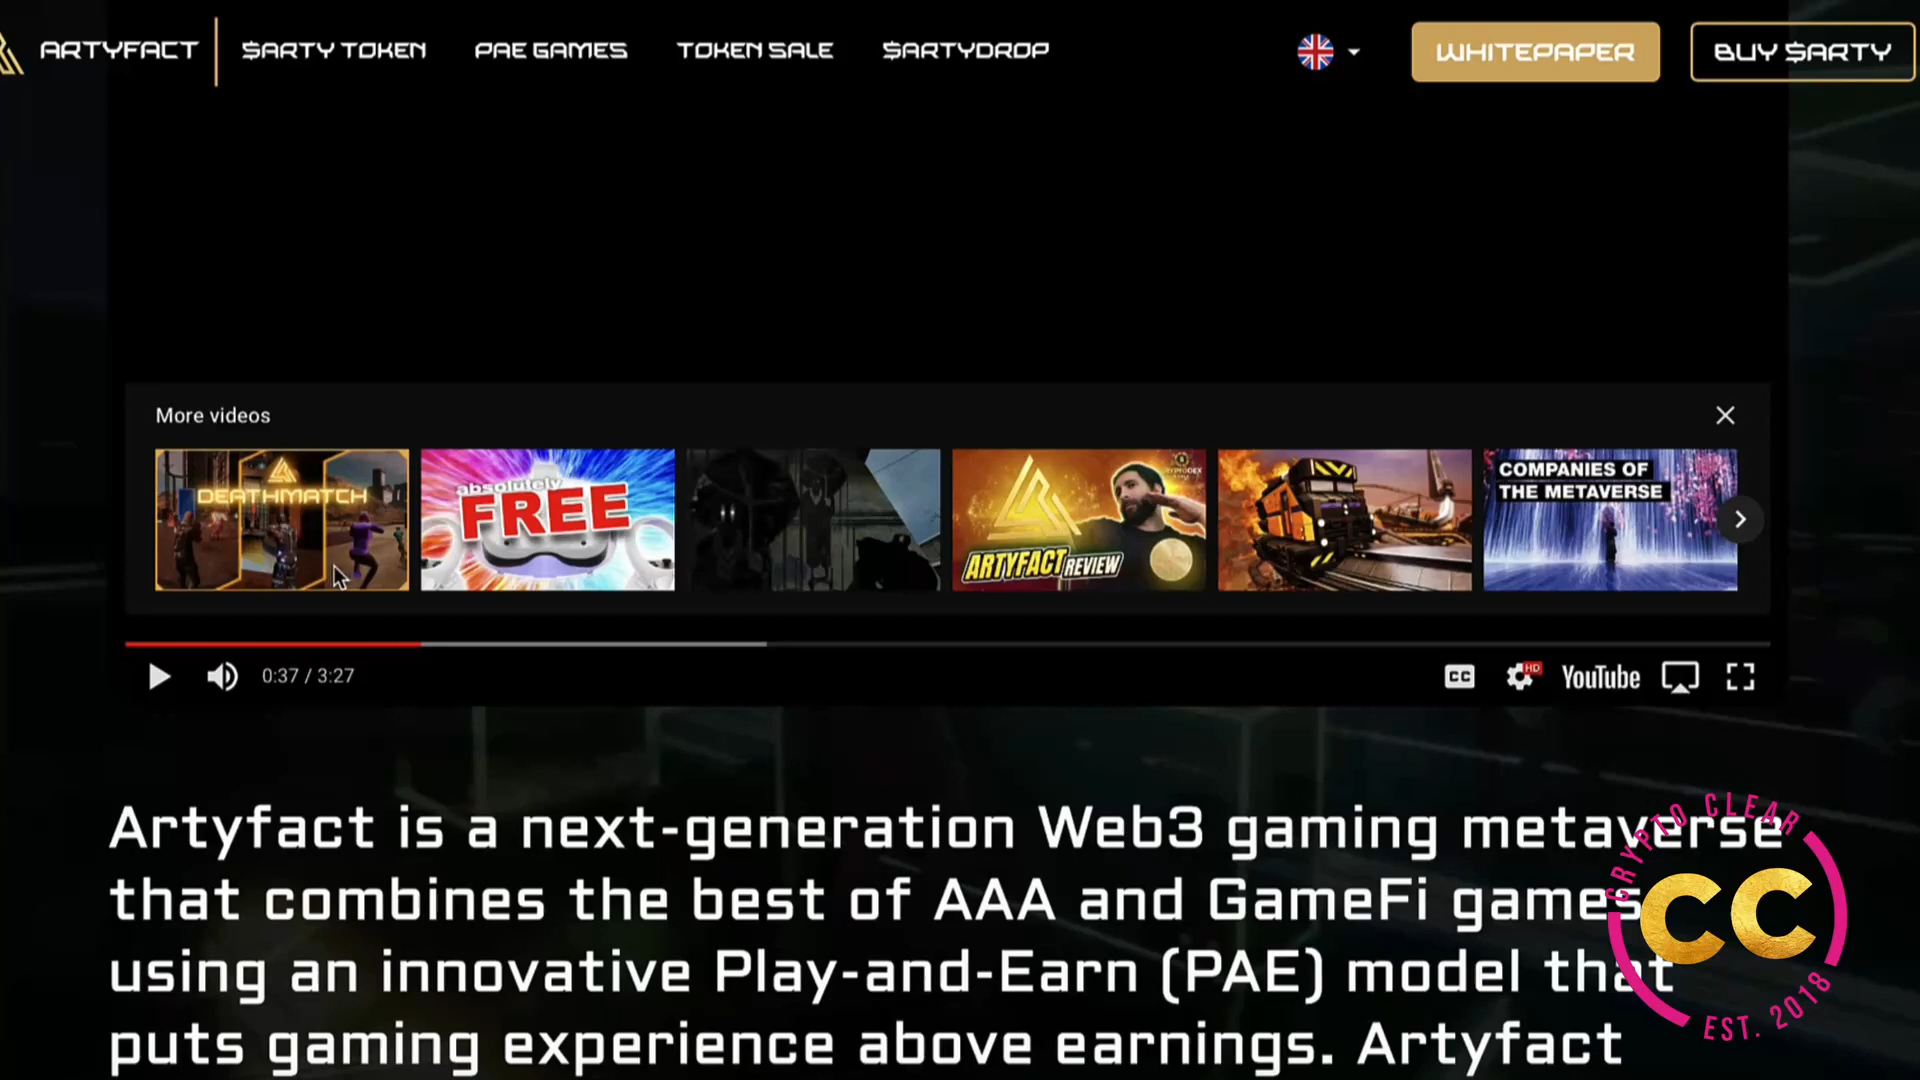 ARTYFACT
$ARTY TOKEN
PAE GAMES
TOKEN SALE
$ARTYDROP
WHITEPAPER
BUY $ARTY
More videos
DEATHMATCH
absolutely
FREE
ARTYFACT REVIEW
COMPANIES OF
THE METAVERSE
0:37 / 3:27
CC
HD
YouTube
Artyfact is a next-generation Web3 gaming metaverse
that combines the best of AAA and GameFi games
using an innovative Play-and-Earn (PAE) model that
puts gaming experience above earnings. Artyfact
CRYPTO CLEAR
CC
EST. 2018